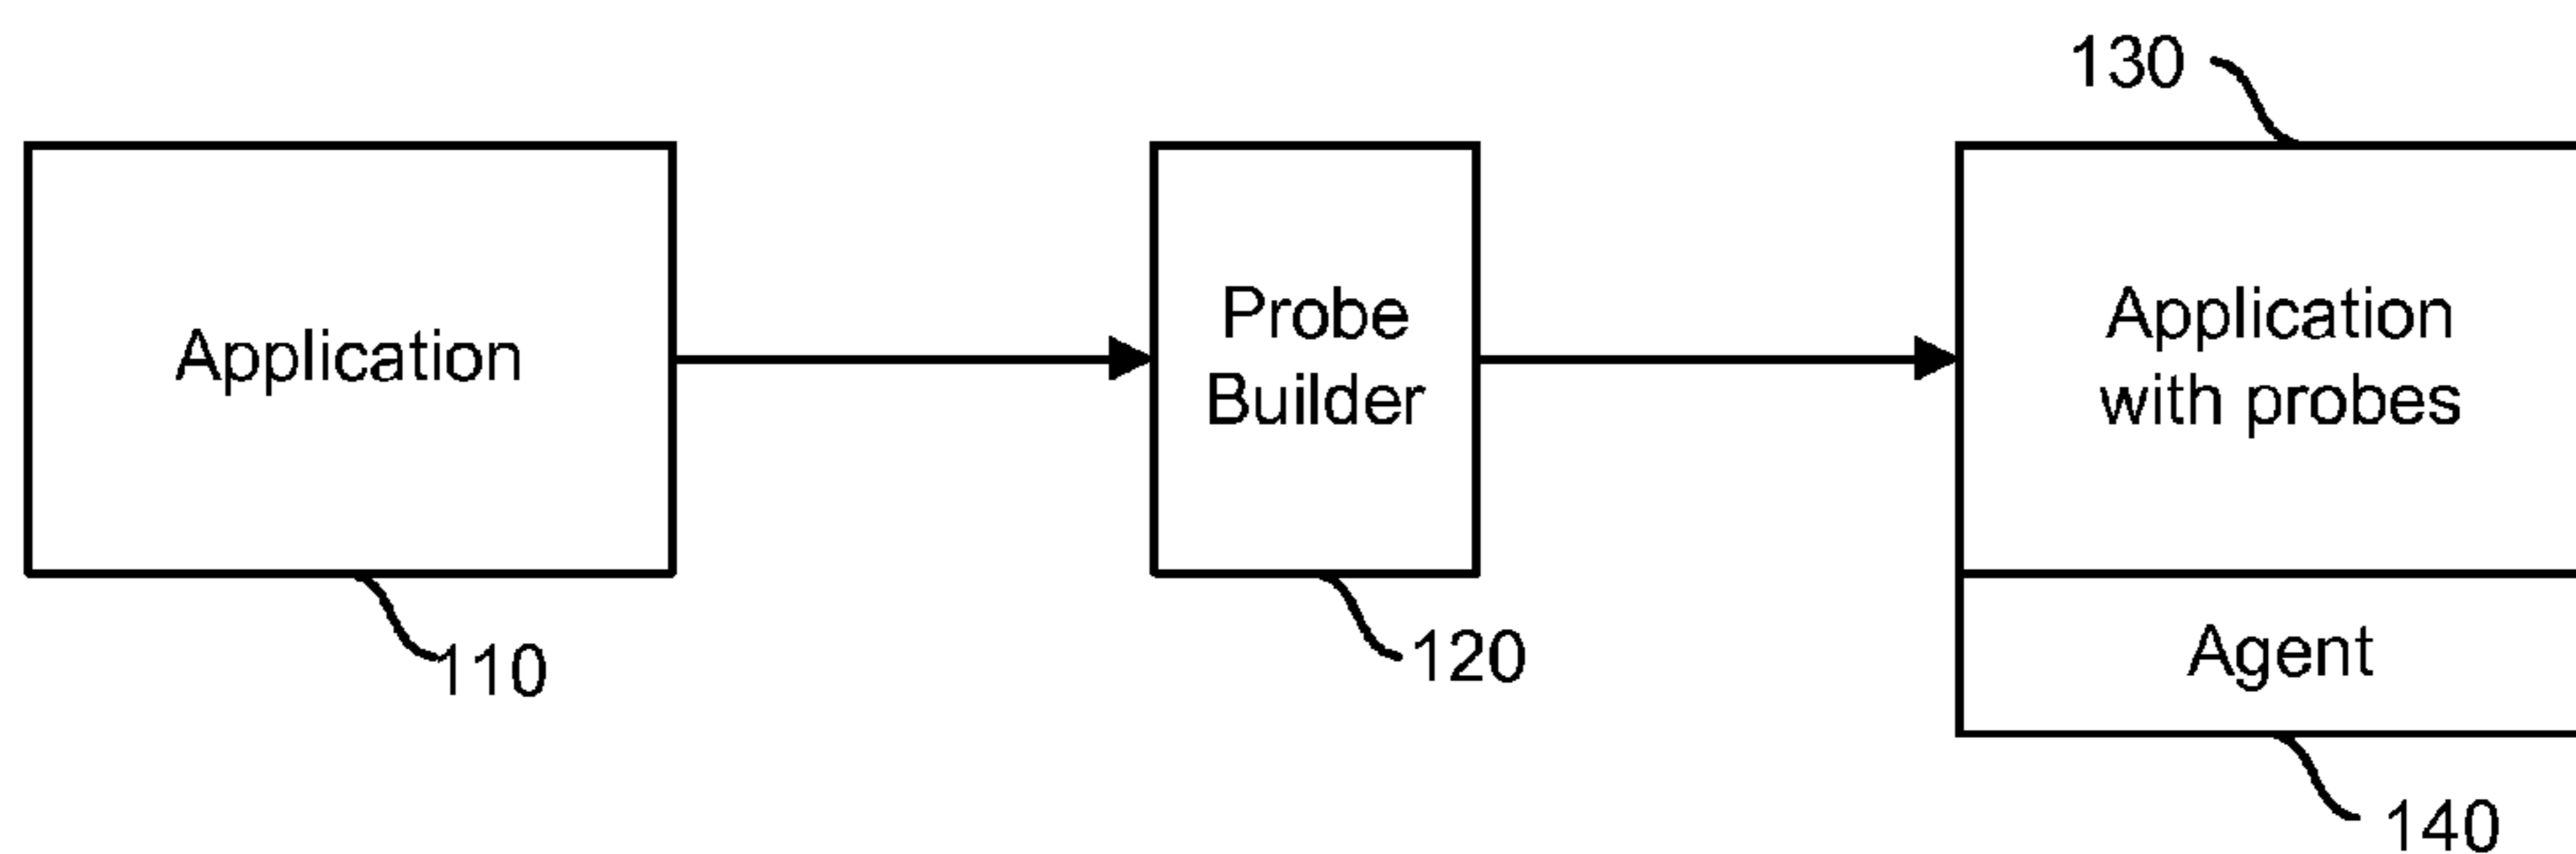 130
Application
Probe
Builder
Application
with probes
110
120
Agent
140